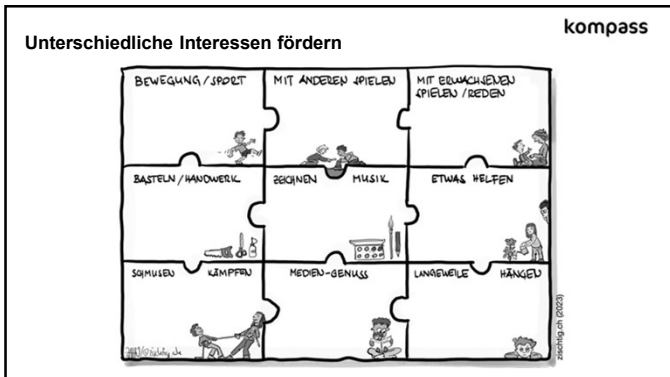 kompass
Unterschiedliche Interessen fördern
BEWEGUNG/SPORT
MIT ANDEREN SPIELEN
MIT ERWACHSENEN
SPIELEN/REDEN
BASTELN/HANDWERK
ZEICHNEN MUSIK
ETWAS HELFEN
SCHMUSEN KÄMPFEN
MEDIEN-GENUSS
LANGEWEILE HÄNGEN
zischtig.ch (2023)